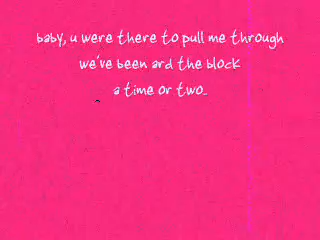 baby, u were there to pull me through
we've been ard the block
a time or two..